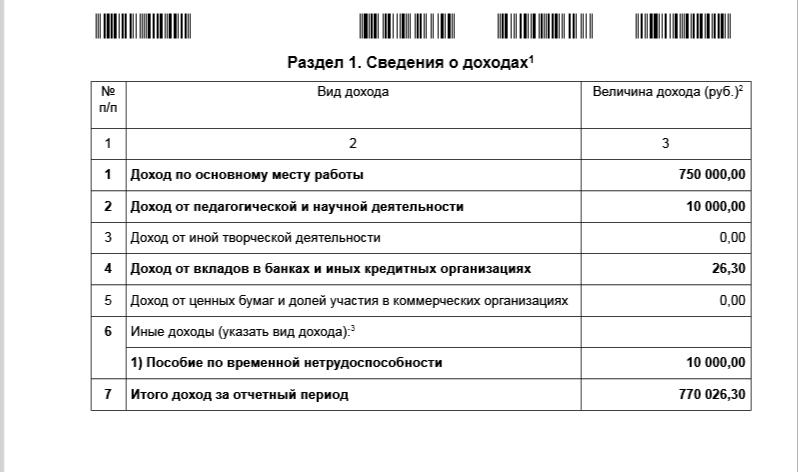 Раздел 1. Сведения о доходах¹
№ п/п Вид дохода Величина дохода (руб.)²
1 2 3
1 Доход по основному месту работы 750 000,00
2 Доход от педагогической и научной деятельности 10 000,00
3 Доход от иной творческой деятельности 0,00
4 Доход от вкладов в банках и иных кредитных организациях 26,30
5 Доход от ценных бумаг и долей участия в коммерческих организациях 0,00
6 Иные доходы (указать вид дохода):³
1) Пособие по временной нетрудоспособности 10 000,00
7 Итого доход за отчетный период 770 026,30